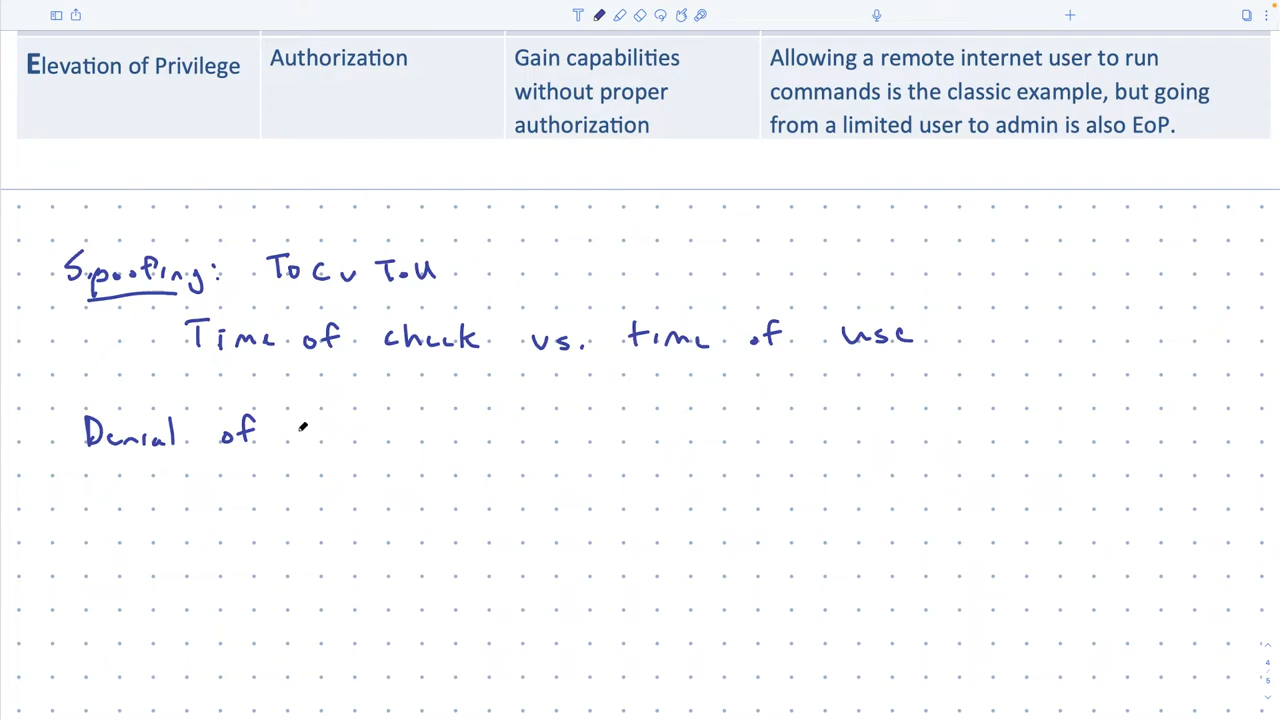 Elevation of Privilege
Authorization
Gain capabilities
without proper
authorization
Allowing a remote internet user to run
commands is the classic example, but going
from a limited user to admin is also EoP.
Spoofing: ToCvToU
Time of check vs. time of use
Denial of
4
5